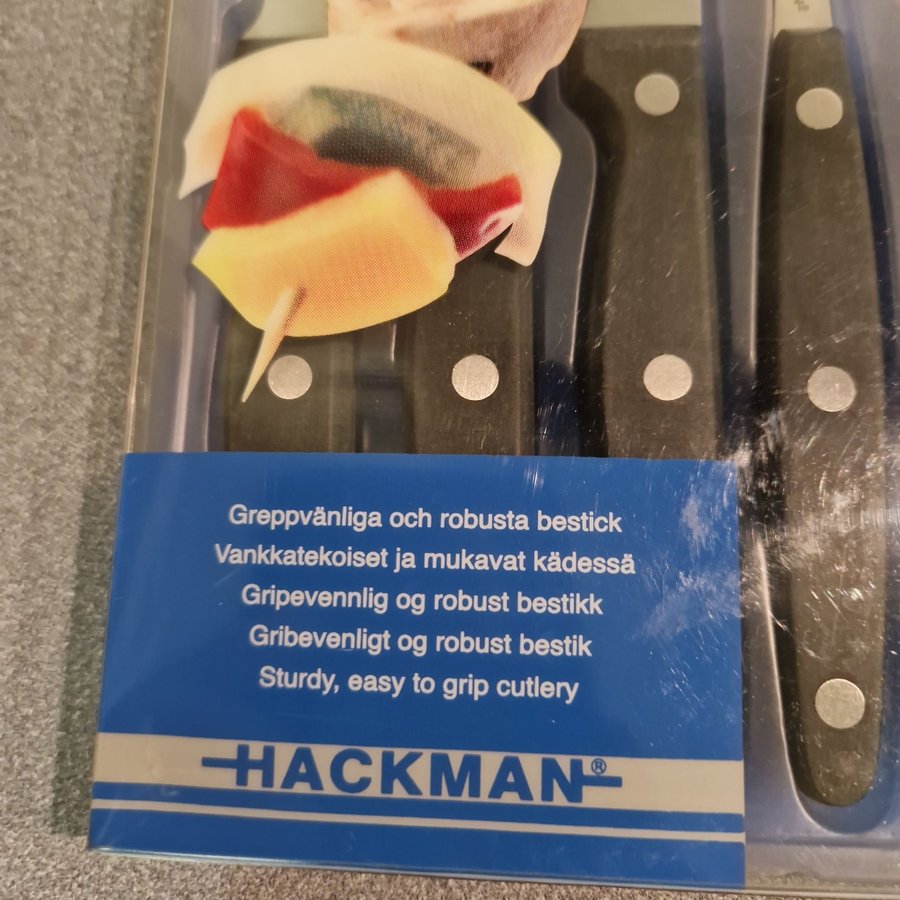 Greppvänliga och robusta bestick
Vankkatekoiset ja mukavat kädessä
Gripevennlig og robust bestikk
Gribevenligt og robust bestik
Sturdy, easy to grip cutlery
HACKMAN®